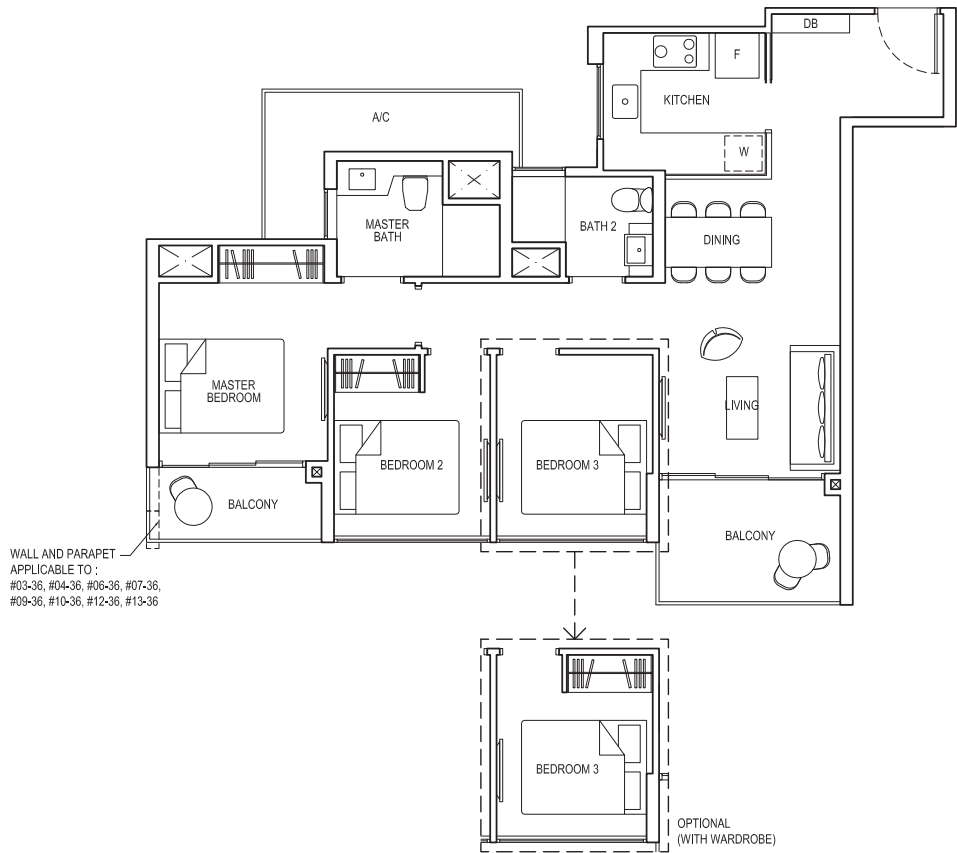 DB
F
KITCHEN
A/C
W
MASTER
BATH
BATH 2
DINING
MASTER
BEDROOM
LIVING
BEDROOM 2
BEDROOM 3
BALCONY
BALCONY
WALL AND PARAPET
APPLICABLE TO :
#03-36, #04-36, #06-36, #07-36,
#09-36, #10-36, #12-36, #13-36
BEDROOM 3
OPTIONAL
(WITH WARDROBE)